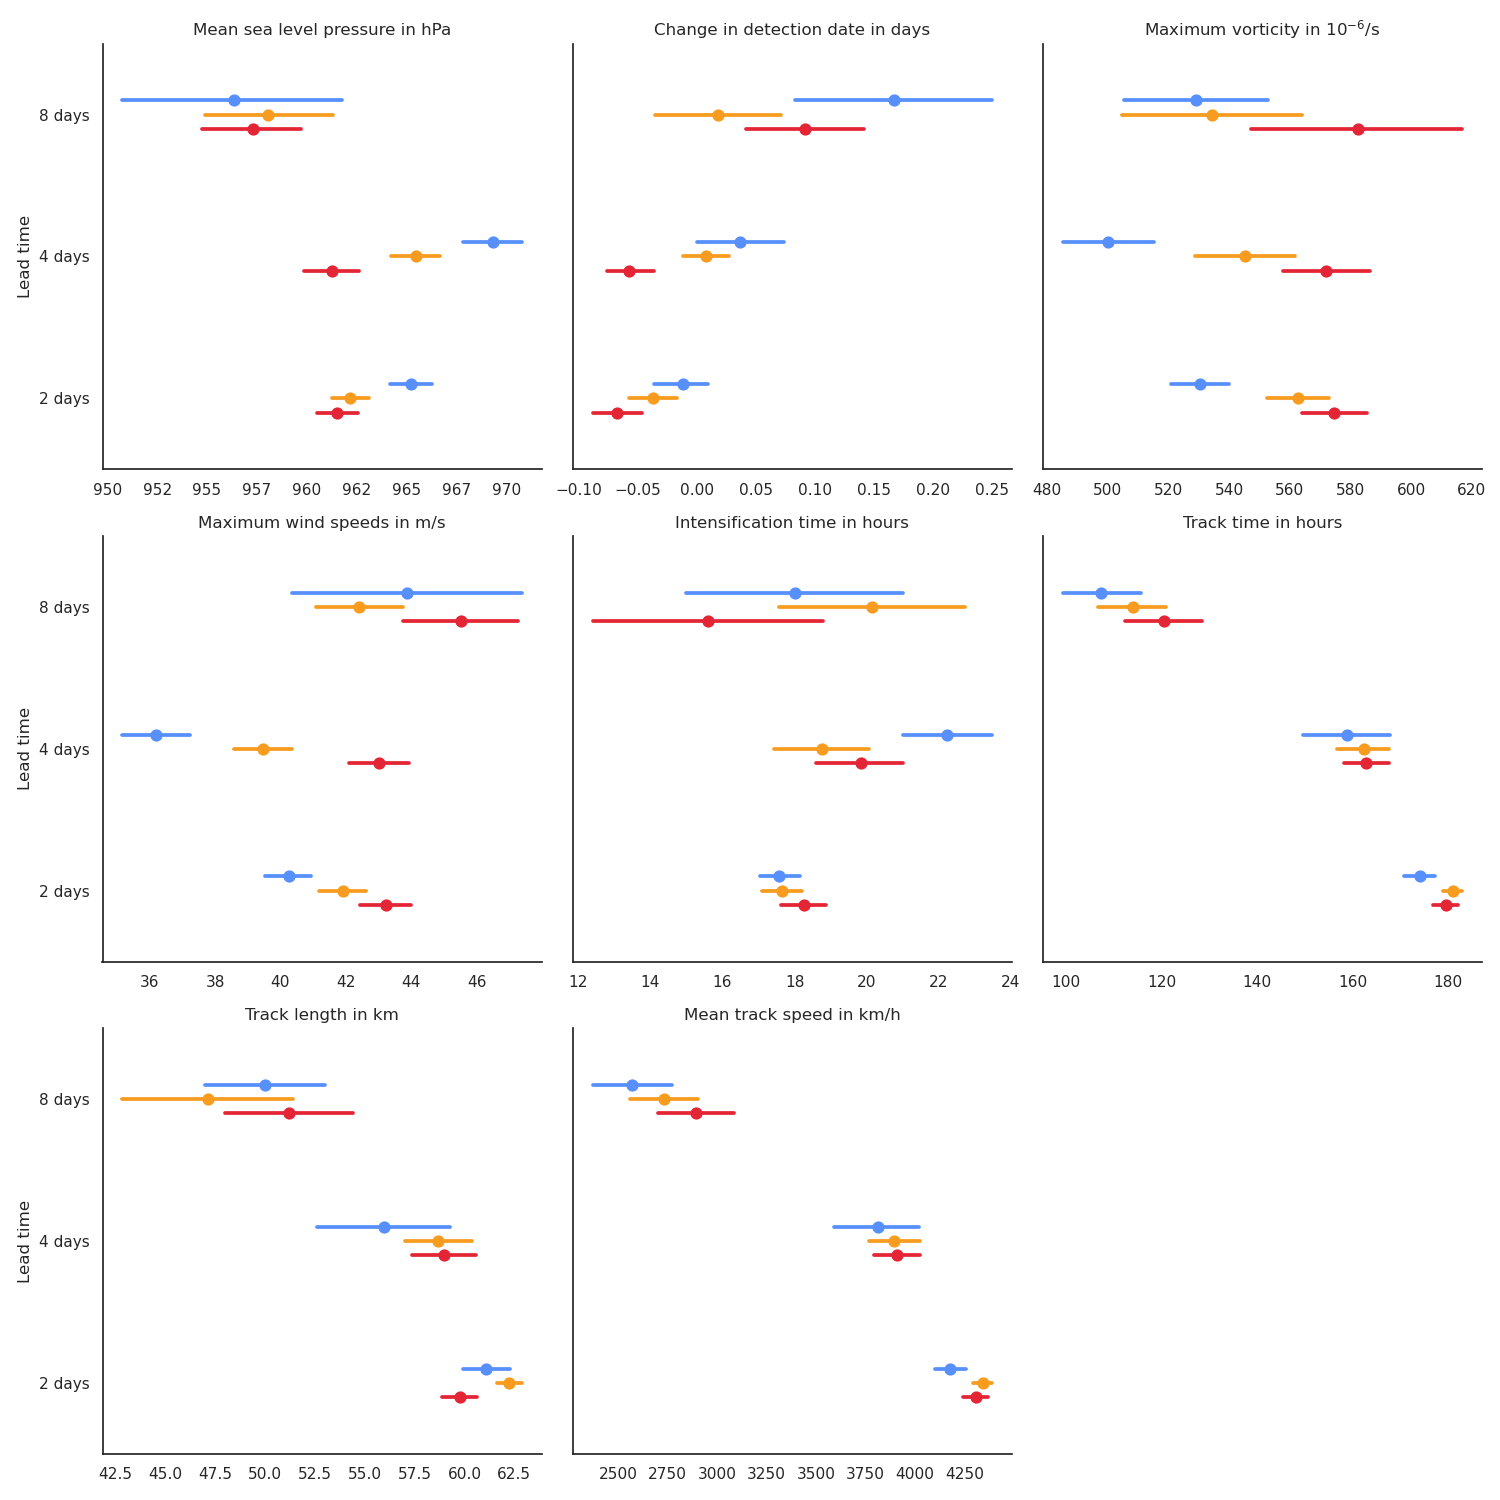 Mean sea level pressure in hPa
Change in detection date in days
Maximum vorticity in 10⁻⁶/s
Lead time
8 days
4 days
2 days
950 952 955 957 960 962 965 967 970
−0.10 −0.05 0.00 0.05 0.10 0.15 0.20 0.25
480 500 520 540 560 580 600 620
Maximum wind speeds in m/s
Intensification time in hours
Track time in hours
Lead time
8 days
4 days
2 days
36 38 40 42 44 46
12 14 16 18 20 22 24
100 120 140 160 180
Track length in km
Mean track speed in km/h
Lead time
8 days
4 days
2 days
42.5 45.0 47.5 50.0 52.5 55.0 57.5 60.0 62.5
2500 2750 3000 3250 3500 3750 4000 4250